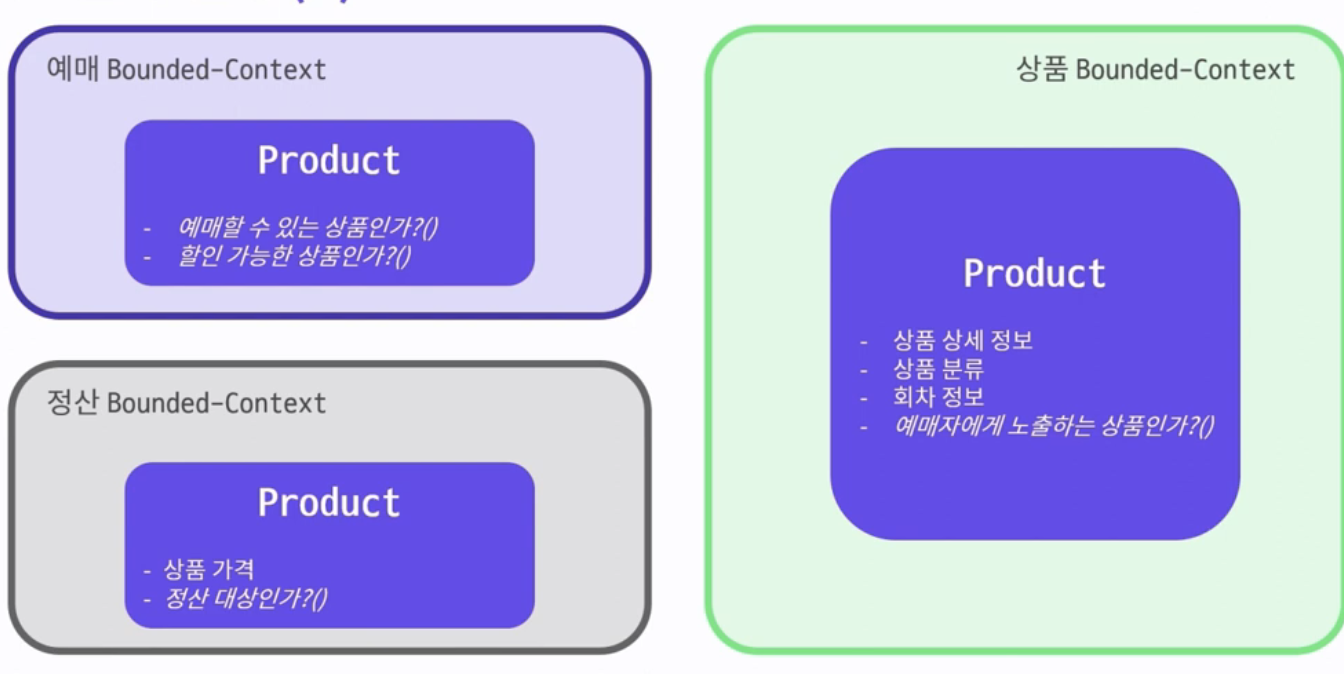 예매 Bounded-Context
Product
- 예매할 수 있는 상품인가?()
- 할인 가능한 상품인가?()
정산 Bounded-Context
Product
- 상품 가격
- 정산 대상인가?()
상품 Bounded-Context
Product
- 상품 상세 정보
- 상품 분류
- 회차 정보
- 예매자에게 노출하는 상품인가?()